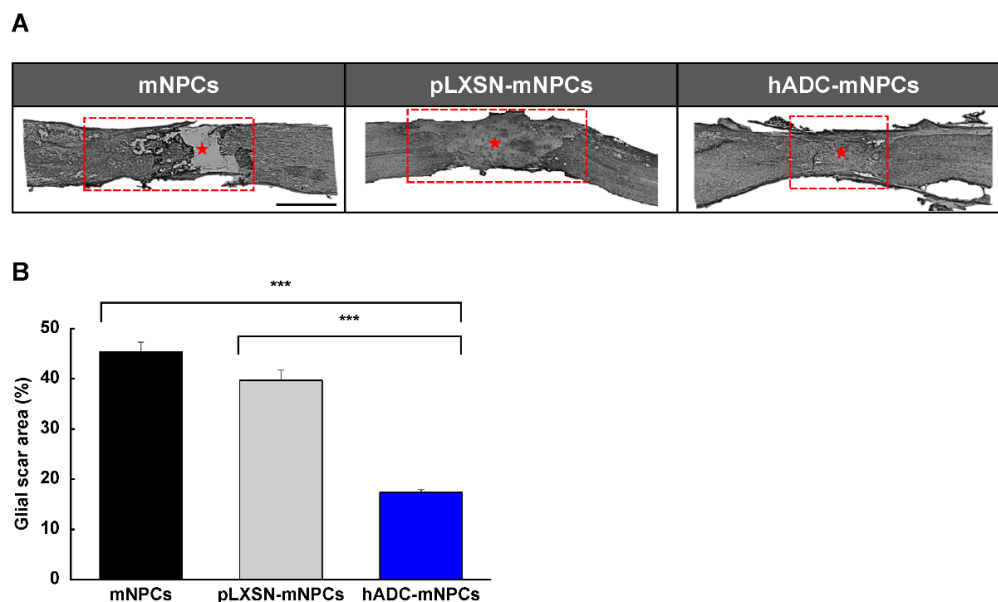 A
mNPCs pLXSN-mNPCs hADC-mNPCs
B
***
***
50
40
30
20
10
0
Glial scar area (%)
mNPCs pLXSN-mNPCs hADC-mNPCs